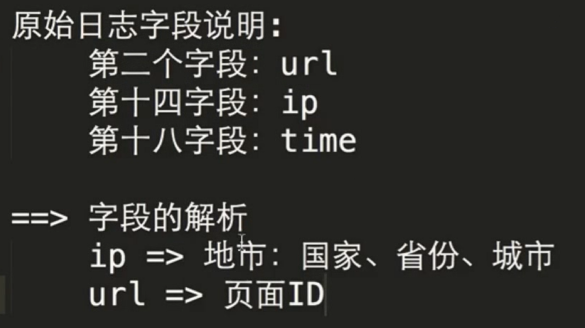 原始日志字段说明:
第二个字段: url
第十四字段: ip
第十八字段: time
==> 字段的解析
ip => 地市: 国家、省份、城市
url => 页面ID